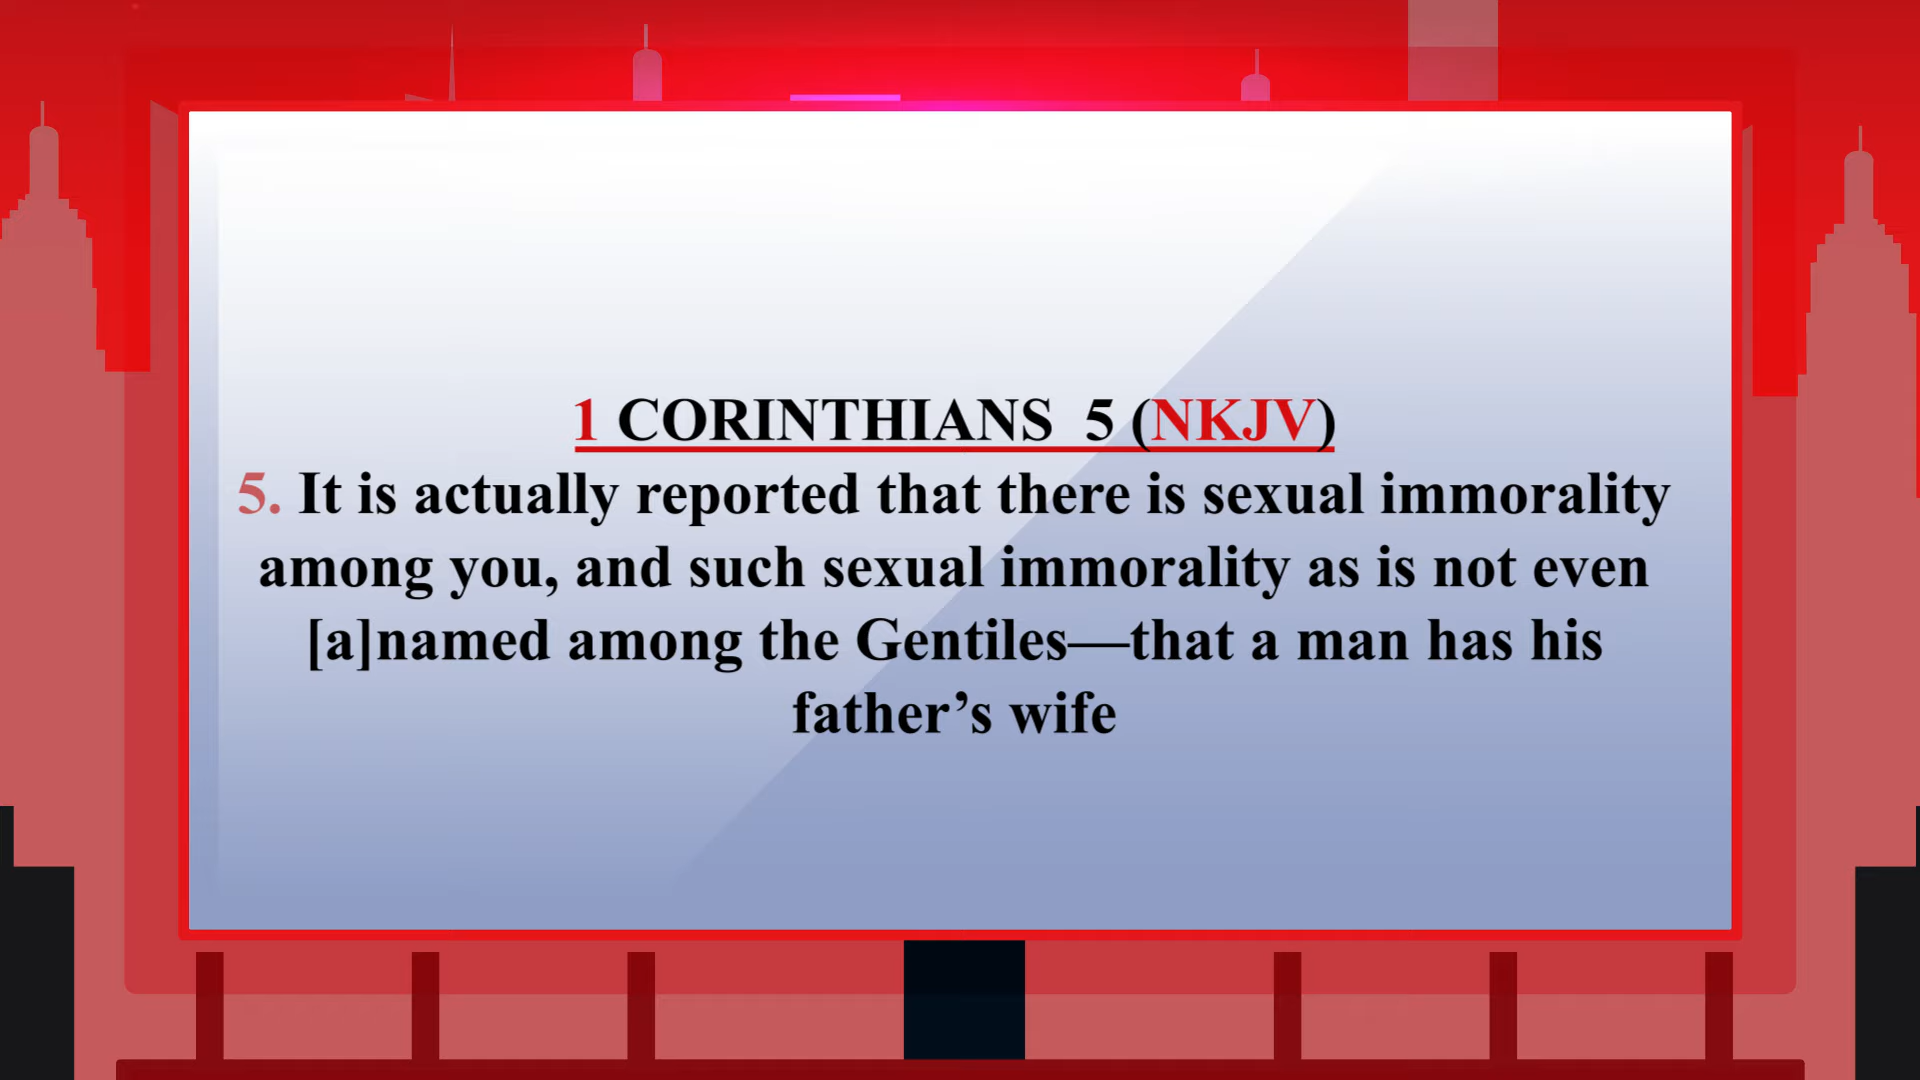 1 CORINTHIANS 5 (NKJV)
5. It is actually reported that there is sexual immorality
among you, and such sexual immorality as is not even
[a]named among the Gentiles—that a man has his
father’s wife